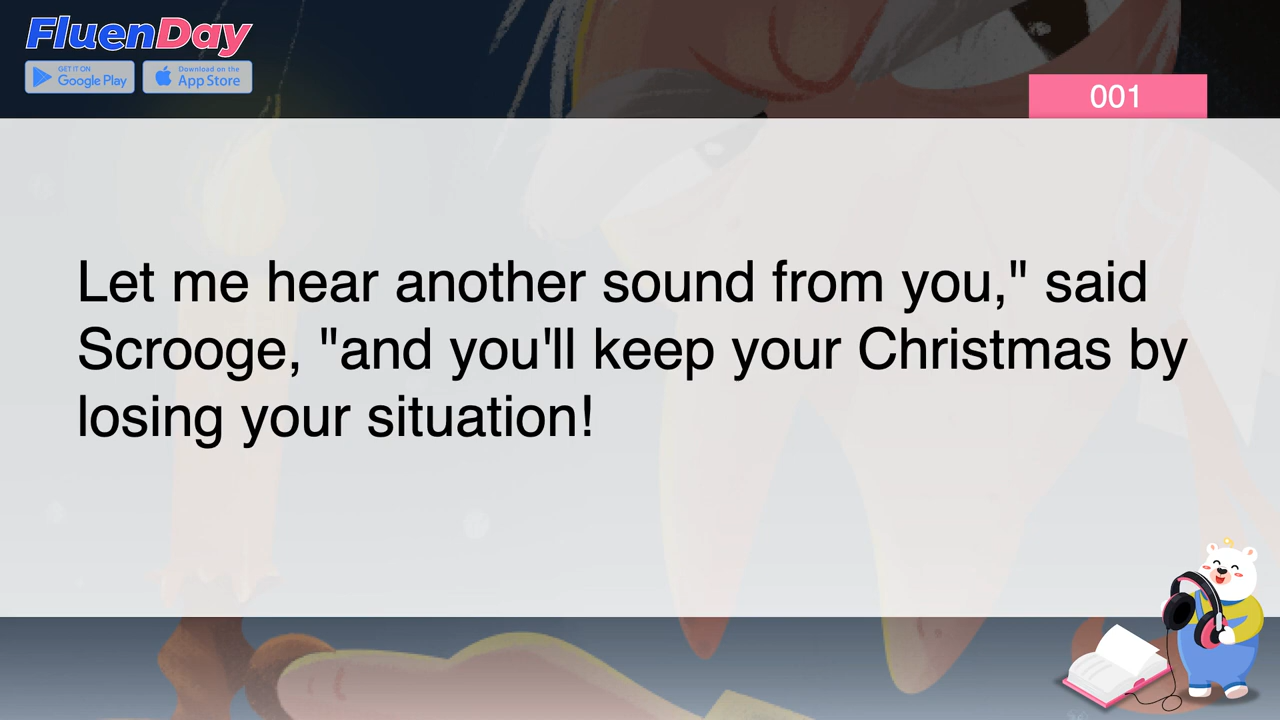 FluenDay
GET IT ON
Google Play
Download on the
App Store
001
Let me hear another sound from you," said
Scrooge, "and you'll keep your Christmas by
losing your situation!